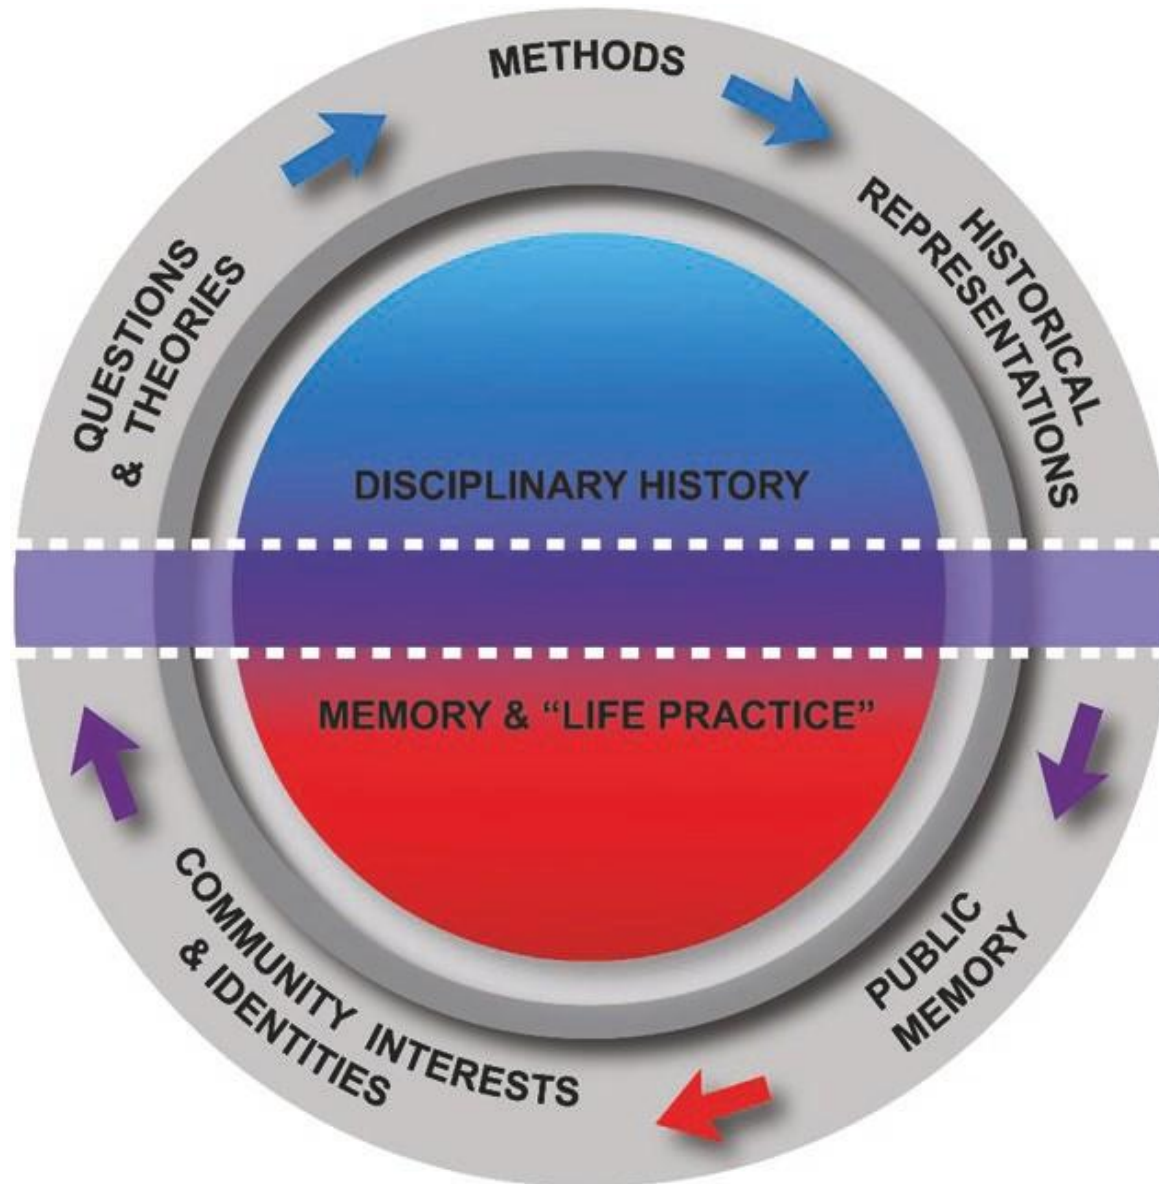 METHODS
HISTORICAL
REPRESENTATIONS
QUESTIONS
& THEORIES
DISCIPLINARY HISTORY
MEMORY & “LIFE PRACTICE”
PUBLIC
MEMORY
COMMUNITY INTERESTS
& IDENTITIES